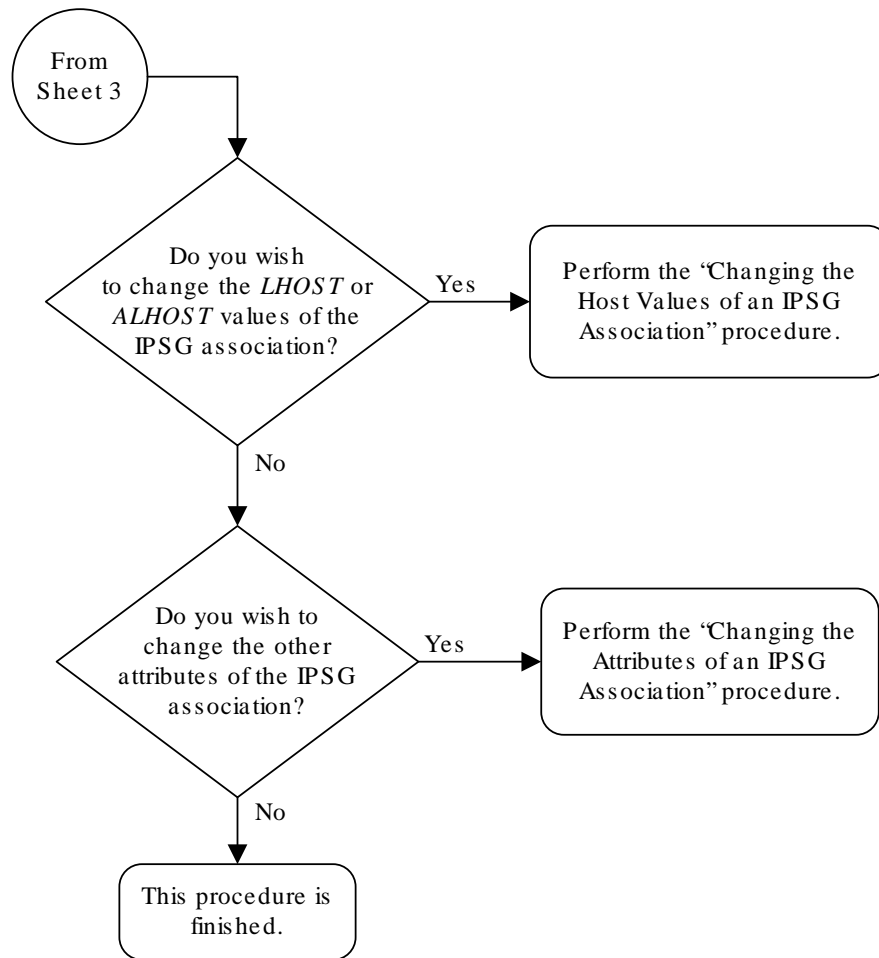 From
Sheet 3
Do you wish
to change the LHOST or
ALHOST values of the
IPSG association?
Yes
Perform the “Changing the
Host Values of an IPSG
Association” procedure.
No
Do you wish to
change the other
attributes of the IPSG
association?
Yes
Perform the “Changing the
Attributes of an IPSG
Association” procedure.
No
This procedure is
finished.